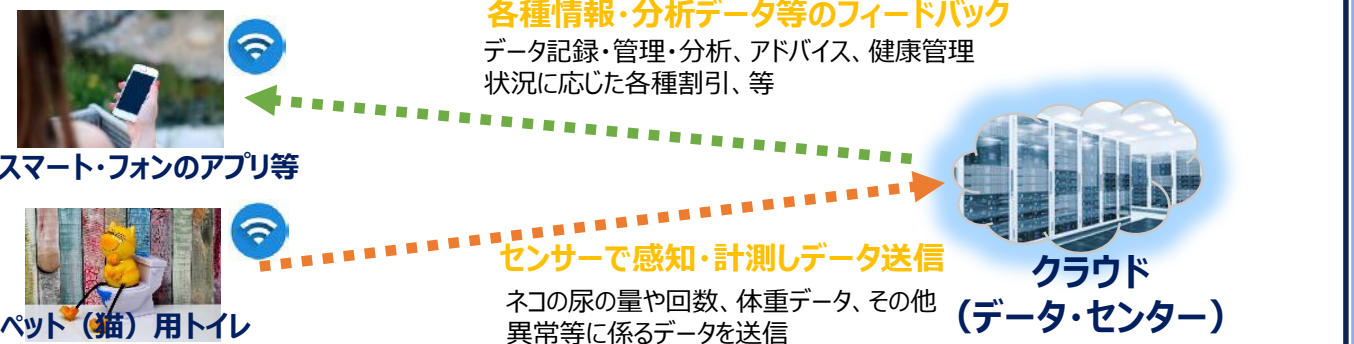 各種情報・分析データ等のフィードバック
データ記録・管理・分析、アドバイス、健康管理
状況に応じた各種割引、等
スマート・フォンのアプリ等
センサーで感知・計測しデータ送信
ネコの尿の量や回数、体重データ、その他
異常等に係るデータを送信
ペット（猫）用トイレ
クラウド
（データ・センター）